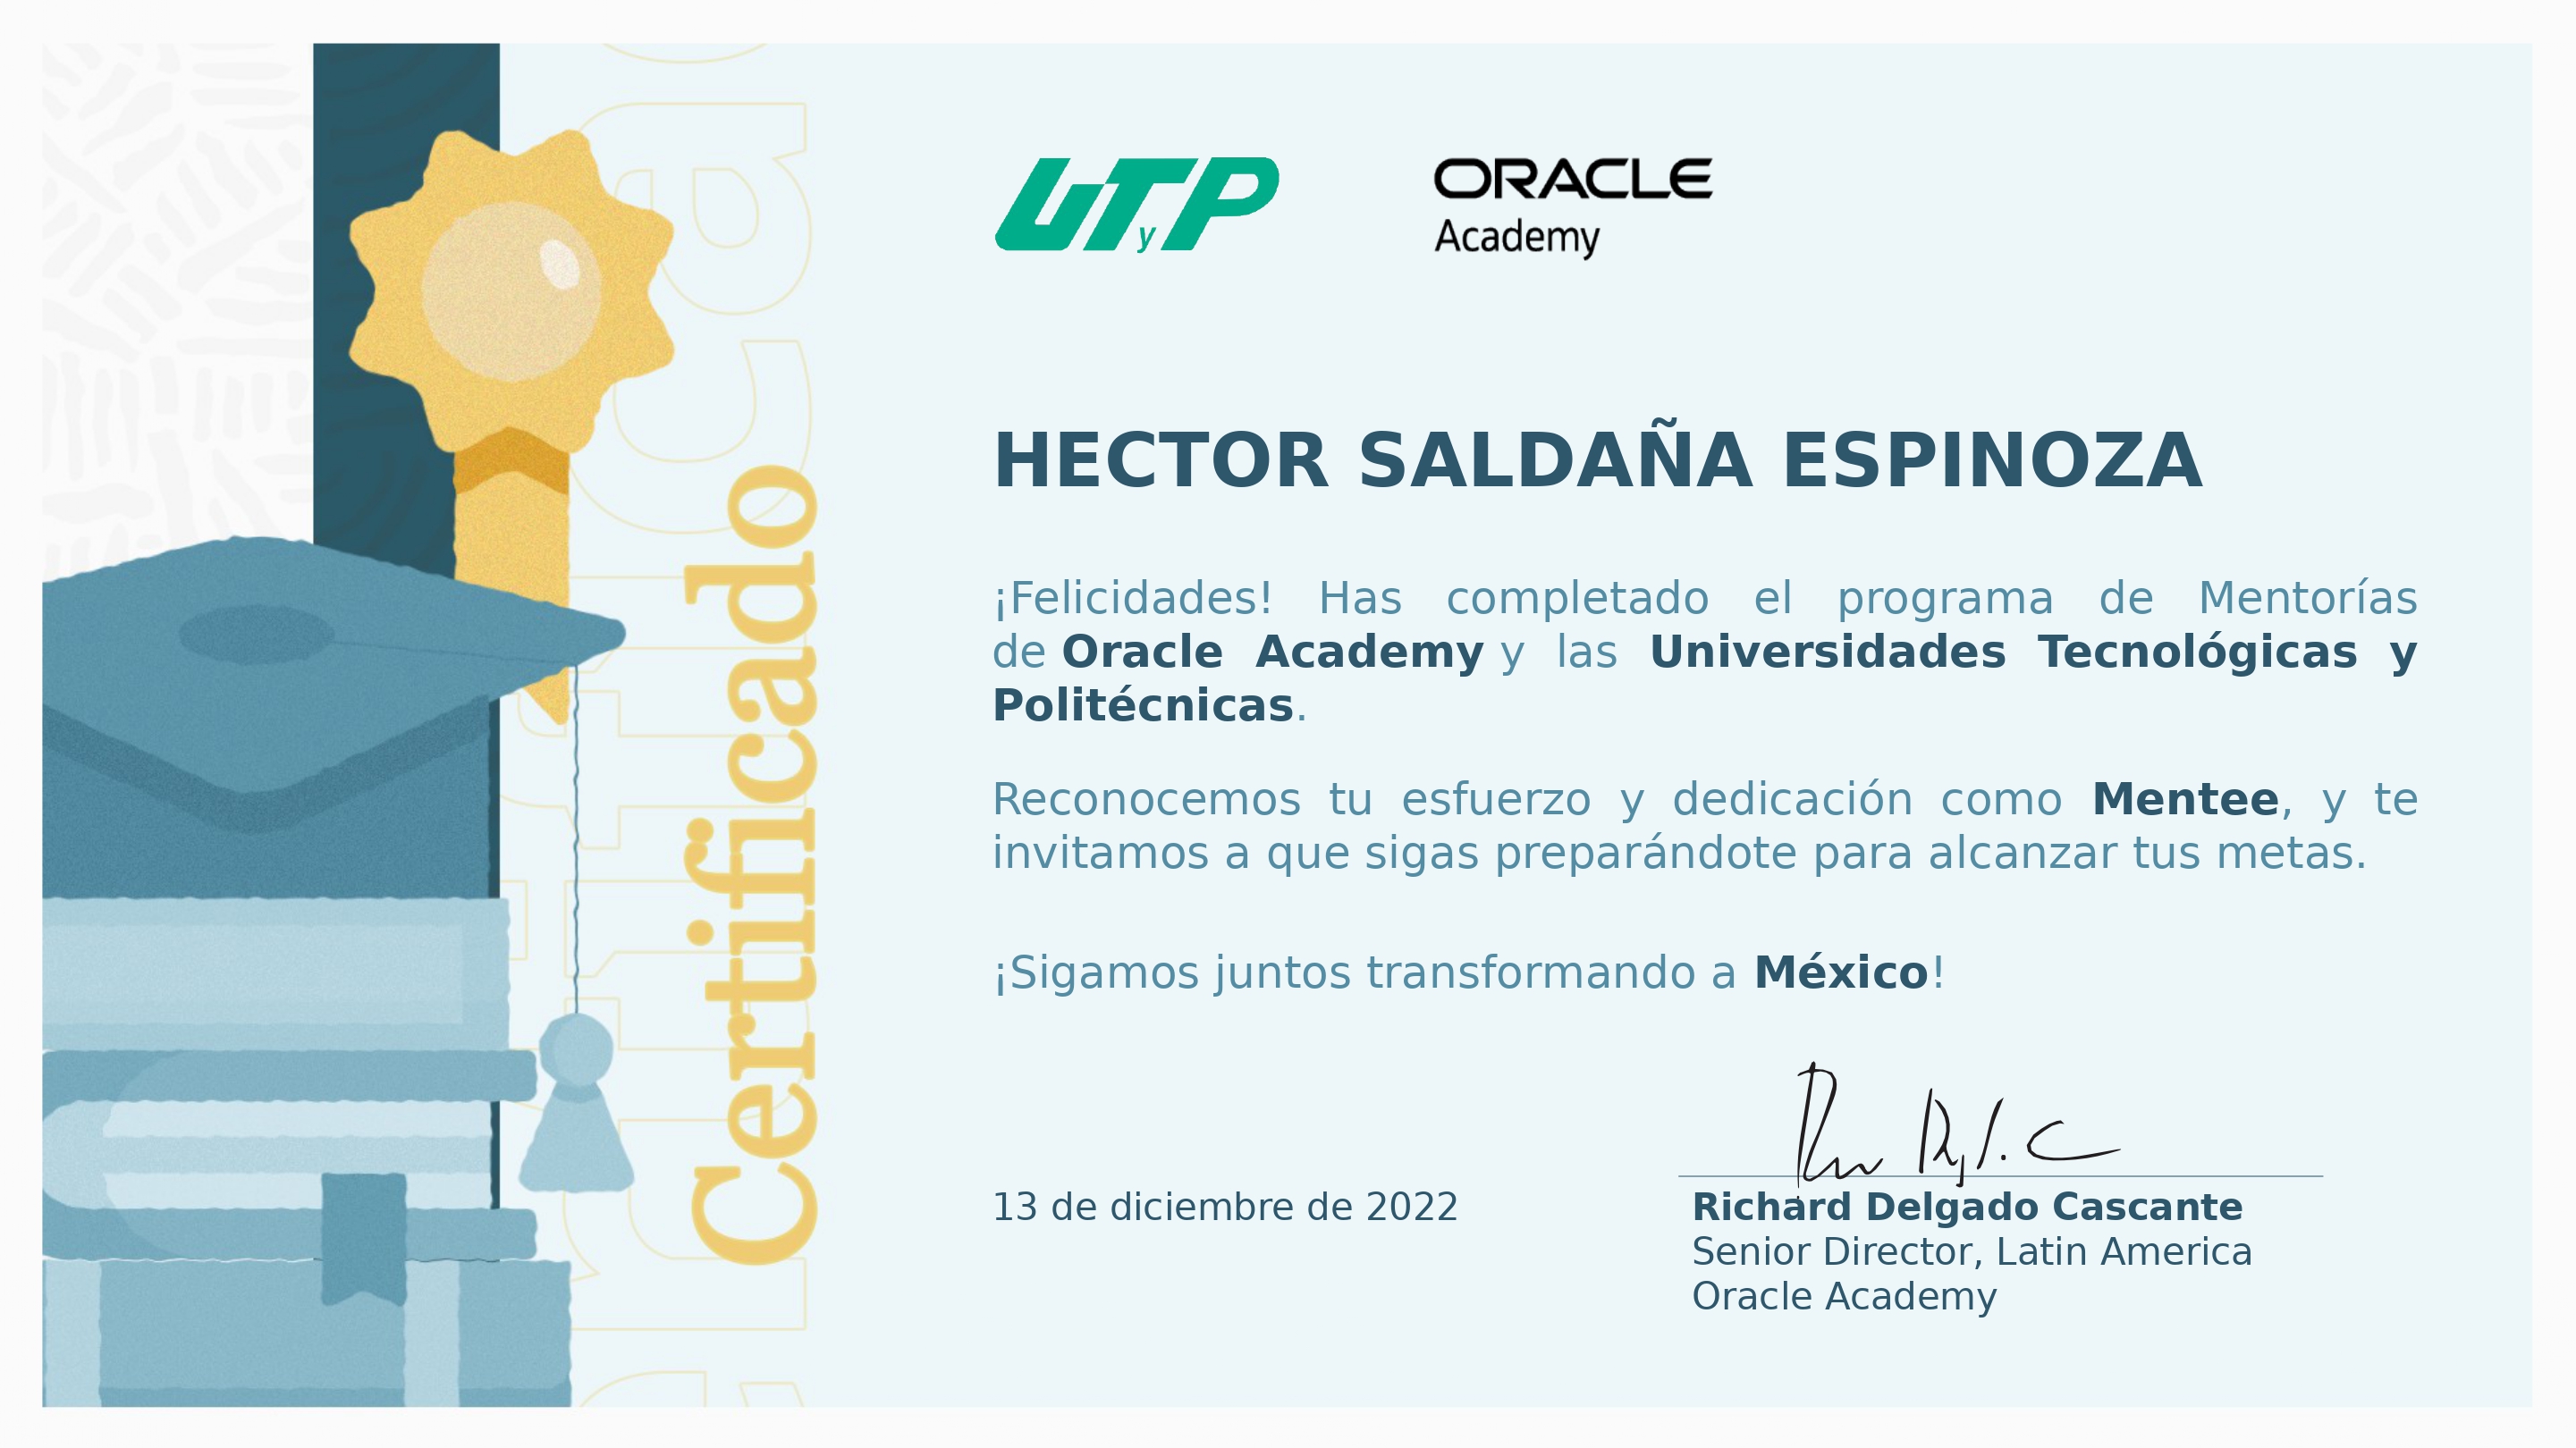 UTyP
ORACLE
Academy
Certificado
HECTOR SALDAÑA ESPINOZA
¡Felicidades! Has completado el programa de Mentorías
de Oracle Academy y las Universidades Tecnológicas y
Politécnicas.
Reconocemos tu esfuerzo y dedicación como Mentee, y te
invitamos a que sigas preparándote para alcanzar tus metas.
¡Sigamos juntos transformando a México!
13 de diciembre de 2022
Richard Delgado Cascante
Senior Director, Latin America
Oracle Academy